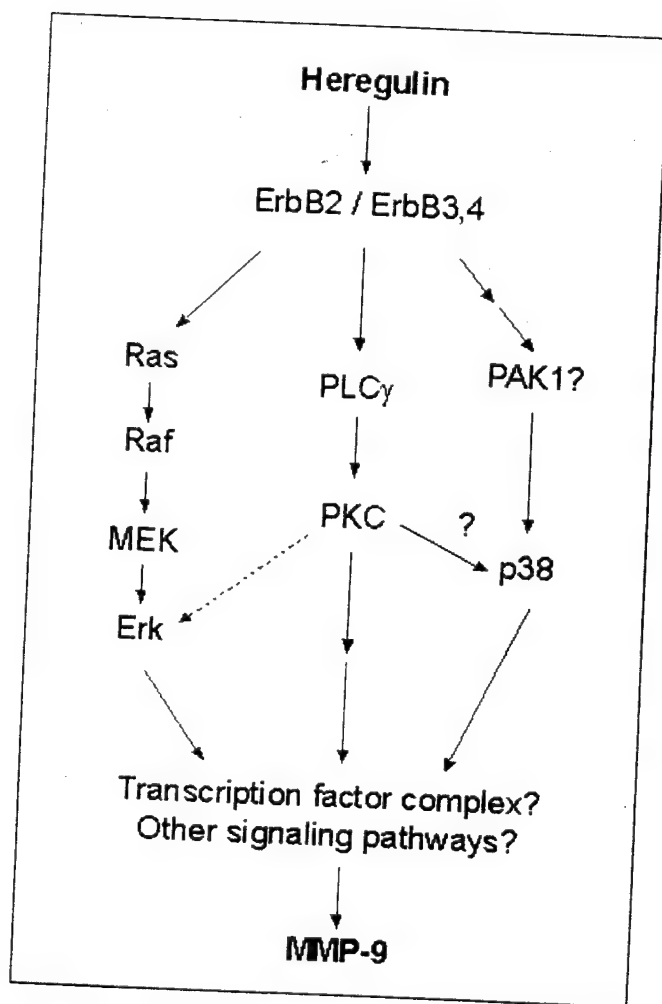 Heregulin
ErbB2 / ErbB3,4
Ras
PLCγ
PAK1?
Raf
MEK
PKC
?
p38
Erk
Transcription factor complex?
Other signaling pathways?
MMP-9